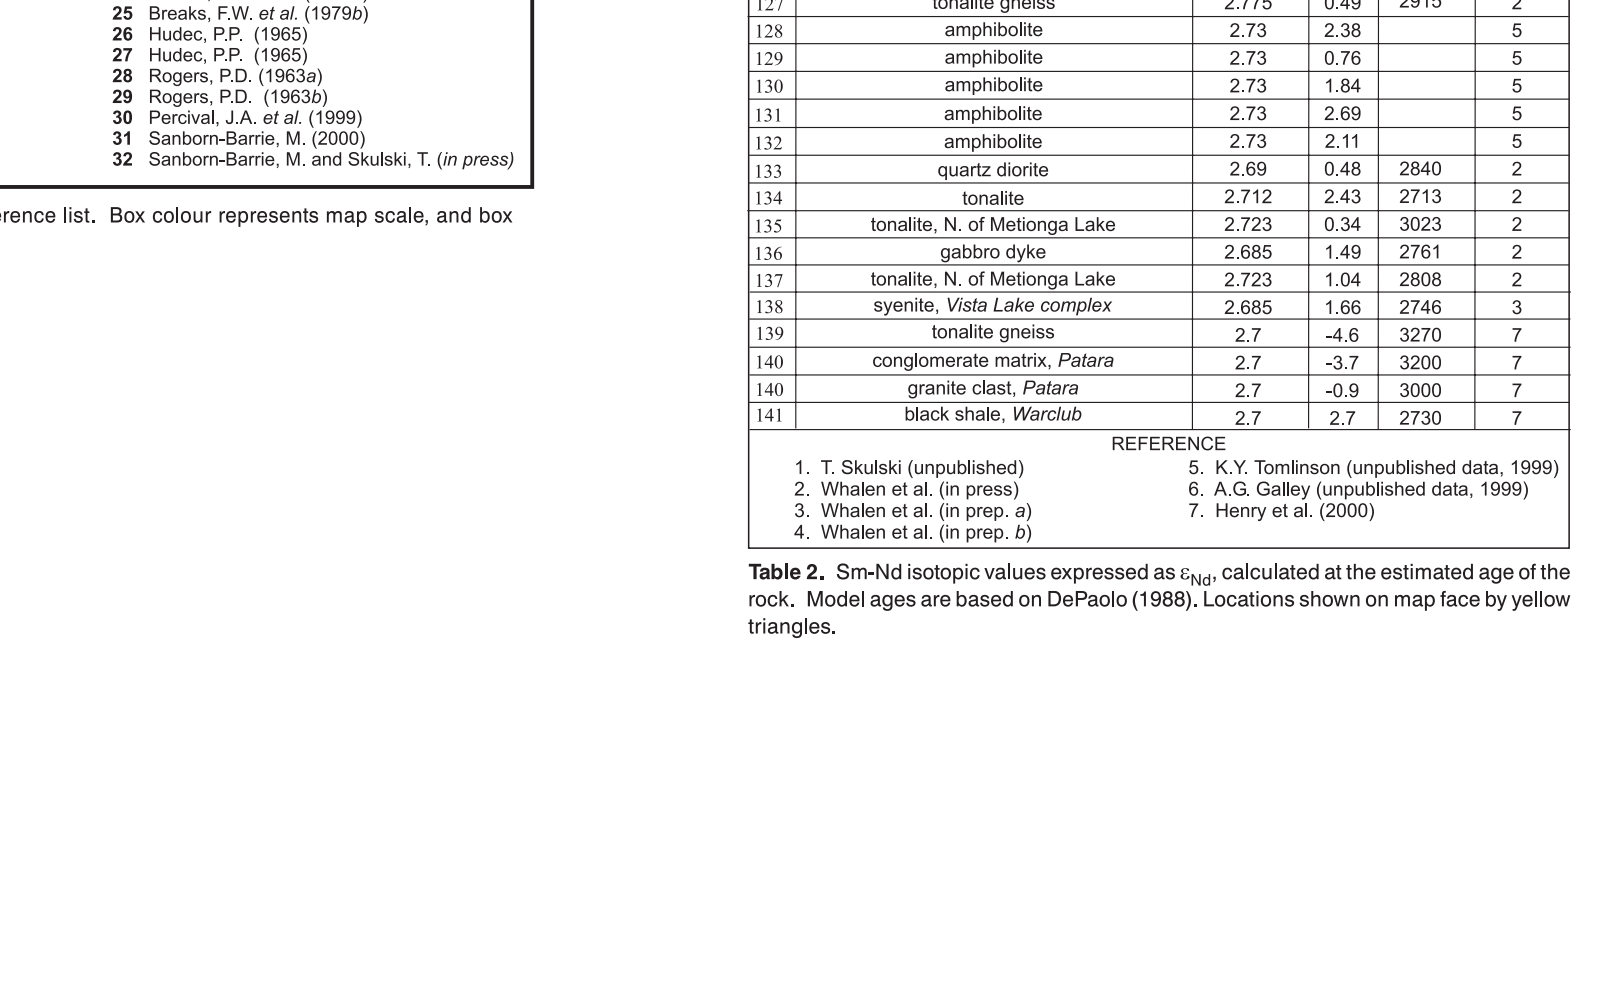 25 Breaks, F.W. et al. (1979b)
26 Hudec, P.P. (1965)
27 Hudec, P.P. (1965)
28 Rogers, P.D. (1963a)
29 Rogers, P.D. (1963b)
30 Percival, J.A. et al. (1999)
31 Sanborn-Barrie, M. (2000)
32 Sanborn-Barrie, M. and Skulski, T. (in press)
erence list. Box colour represents map scale, and box
127 tonalite gneiss 2.775 0.49 2915 2
128 amphibolite 2.73 2.38 5
129 amphibolite 2.73 0.76 5
130 amphibolite 2.73 1.84 5
131 amphibolite 2.73 2.69 5
132 amphibolite 2.73 2.11 5
133 quartz diorite 2.69 0.48 2840 2
134 tonalite 2.712 2.43 2713 2
135 tonalite, N. of Metionga Lake 2.723 0.34 3023 2
136 gabbro dyke 2.685 1.49 2761 2
137 tonalite, N. of Metionga Lake 2.723 1.04 2808 2
138 syenite, Vista Lake complex 2.685 1.66 2746 3
139 tonalite gneiss 2.7 -4.6 3270 7
140 conglomerate matrix, Patara 2.7 -3.7 3200 7
140 granite clast, Patara 2.7 -0.9 3000 7
141 black shale, Warclub 2.7 2.7 2730 7
REFERENCE
1. T. Skulski (unpublished)
2. Whalen et al. (in press)
3. Whalen et al. (in prep. a)
4. Whalen et al. (in prep. b)
5. K.Y. Tomlinson (unpublished data, 1999)
6. A.G. Galley (unpublished data, 1999)
7. Henry et al. (2000)
Table 2. Sm-Nd isotopic values expressed as εNd, calculated at the estimated age of the
rock. Model ages are based on DePaolo (1988). Locations shown on map face by yellow
triangles.